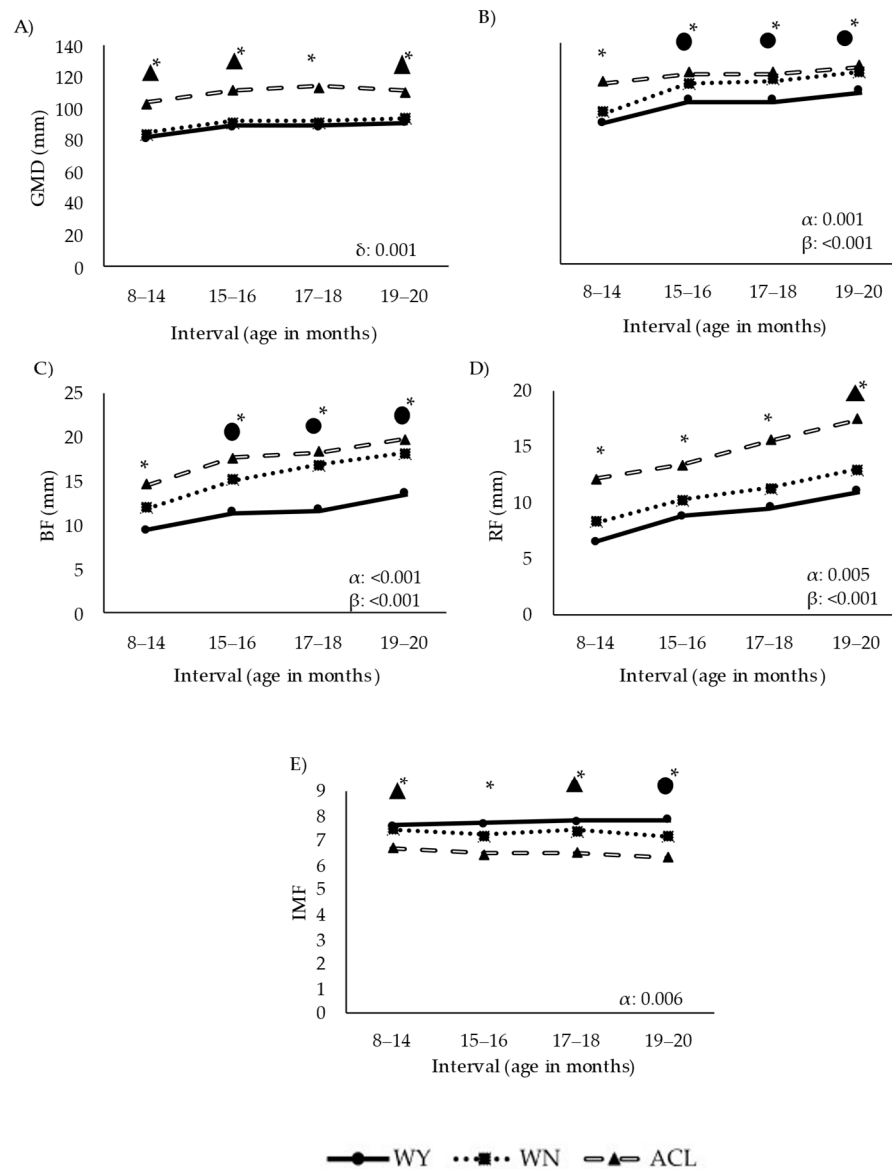 A)
140
120
100
80
60
40
20
0
GMD (mm)
* * * *
δ: 0.001
8–14 15–16 17–18 19–20
Interval (age in months)
B)
* * * *
α: 0.001
β: <0.001
8–14 15–16 17–18 19–20
Interval (age in months)
C)
25
20
15
10
5
0
BF (mm)
* * * *
α: <0.001
β: <0.001
8–14 15–16 17–18 19–20
Interval (age in months)
D)
20
15
10
5
0
RF (mm)
* * * *
α: 0.005
β: <0.001
8–14 15–16 17–18 19–20
Interval (age in months)
E)
9
8
7
6
5
4
3
2
1
0
IMF
* * * *
α: 0.006
8–14 15–16 17–18 19–20
Interval (age in months)
WY WN ACL